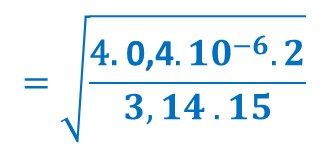 = √
4. 0,4. 10⁻⁶. 2
3, 14 . 15